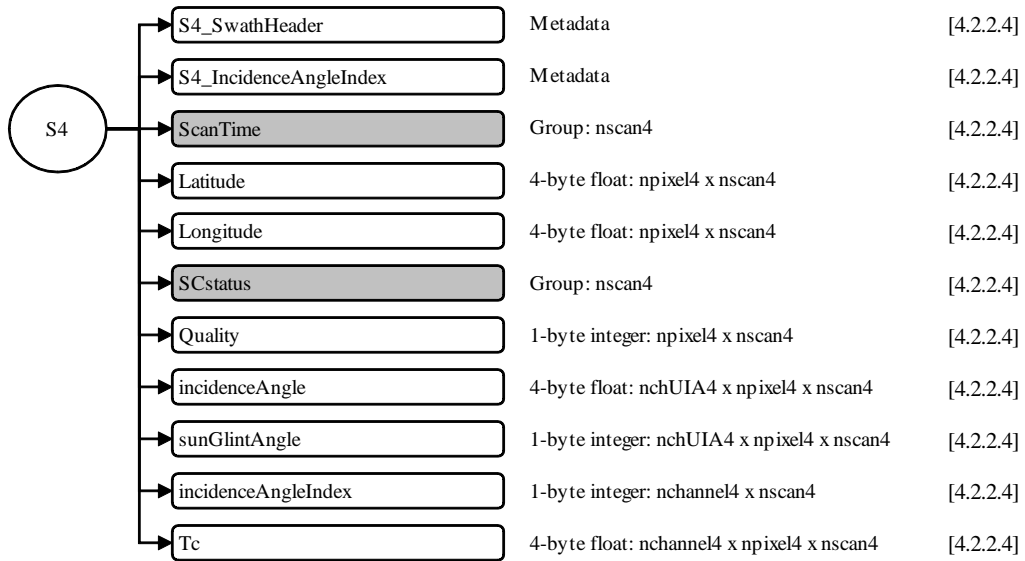 S4_SwathHeader Metadata [4.2.2.4]
S4_IncidenceAngleIndex Metadata [4.2.2.4]
S4 ScanTime Group: nscan4 [4.2.2.4]
Latitude 4-byte float: npixel4 x nscan4 [4.2.2.4]
Longitude 4-byte float: npixel4 x nscan4 [4.2.2.4]
SCstatus Group: nscan4 [4.2.2.4]
Quality 1-byte integer: npixel4 x nscan4 [4.2.2.4]
incidenceAngle 4-byte float: nchUIA4 x npixel4 x nscan4 [4.2.2.4]
sunGlintAngle 1-byte integer: nchUIA4 x npixel4 x nscan4 [4.2.2.4]
incidenceAngleIndex 1-byte integer: nchannel4 x nscan4 [4.2.2.4]
Tc 4-byte float: nchannel4 x npixel4 x nscan4 [4.2.2.4]